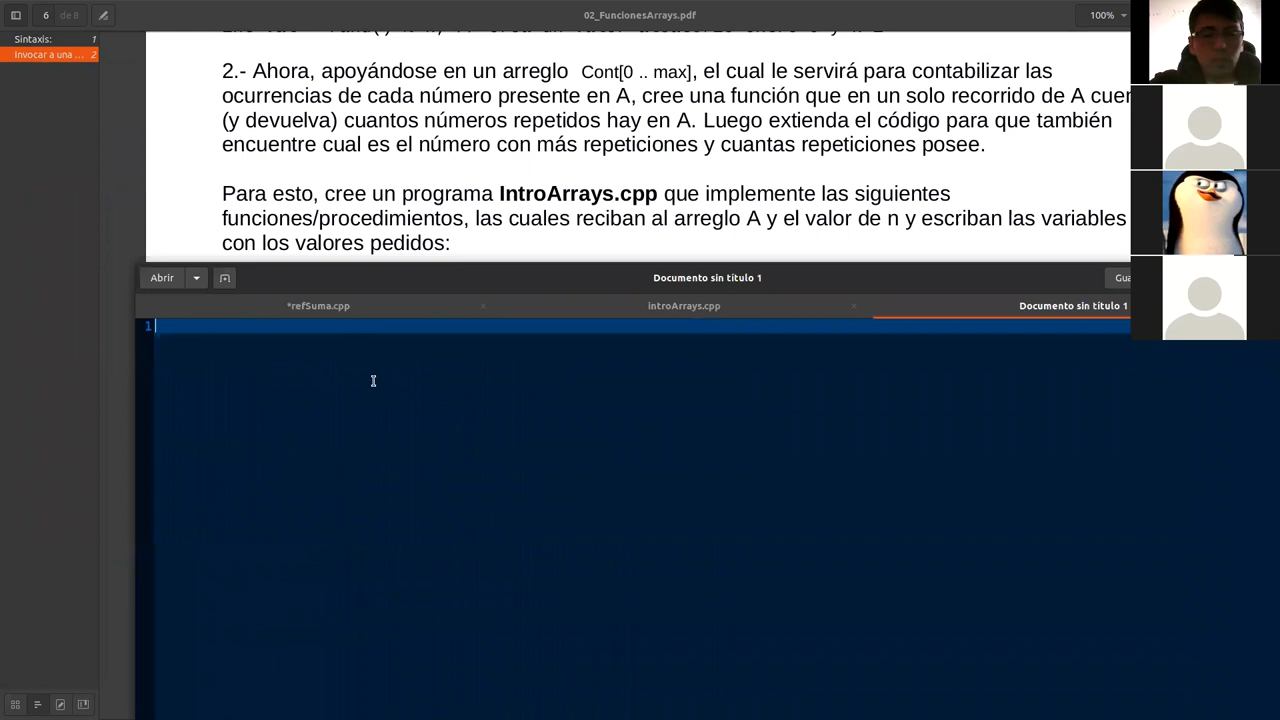 6 de 8
02_FuncionesArrays.pdf
100%
Sintaxis: 1
Invocar a una ... 2
2.- Ahora, apoyándose en un arreglo Cont[0 .. max], el cual le servirá para contabilizar las
ocurrencias de cada número presente en A, cree una función que en un solo recorrido de A cuen
(y devuelva) cuantos números repetidos hay en A. Luego extienda el código para que también
encuentre cual es el número con más repeticiones y cuantas repeticiones posee.
Para esto, cree un programa IntroArrays.cpp que implemente las siguientes
funciones/procedimientos, las cuales reciban al arreglo A y el valor de n y escriban las variables
con los valores pedidos:
Abrir
Documento sin título 1
Gua
*refSuma.cpp
introArrays.cpp
Documento sin título 1
1